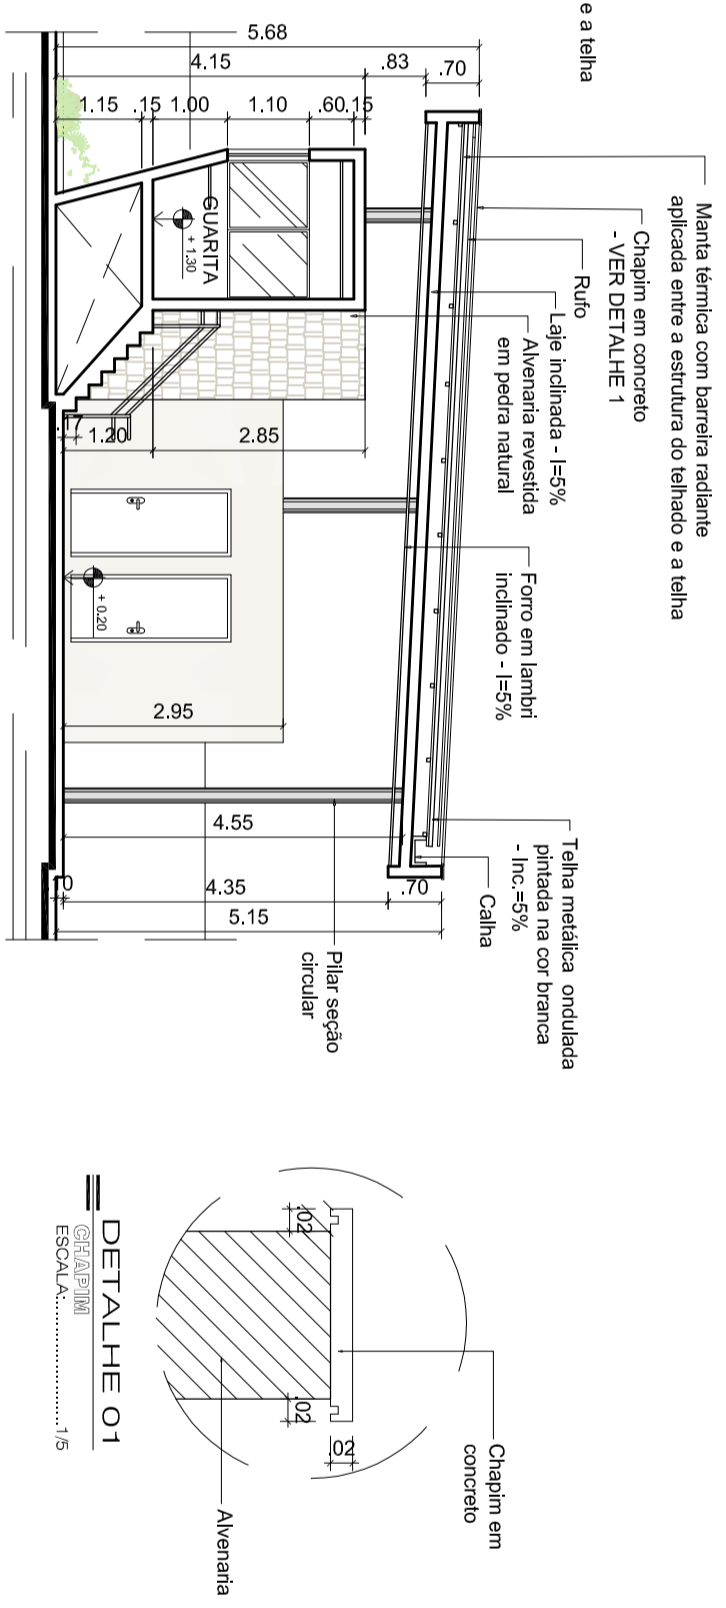 e a telha
Manta térmica com barreira radiante
aplicada entre a estrutura do telhado e a telha
Chapim em concreto
- VER DETALHE 1
Rufo
Laje inclinada - I=5%
Alvenaria revestida
em pedra natural
Forro em lambri
inclinado - I=5%
Telha metálica ondulada
pintada na cor branca
- Inc.=5%
Calha
Pilar seção
circular
5.68
4.15
.83
.70
1.15
.15
1.00
1.10
.60
.15
GUARITA
+ 1.30
.17
1.20
2.85
+ 0.20
2.95
4.55
.10
4.35
.70
5.15
.02
.02
.02
Chapim em
concreto
Alvenaria
DETALHE 01
CHAPIM
ESCALA:....................1/5